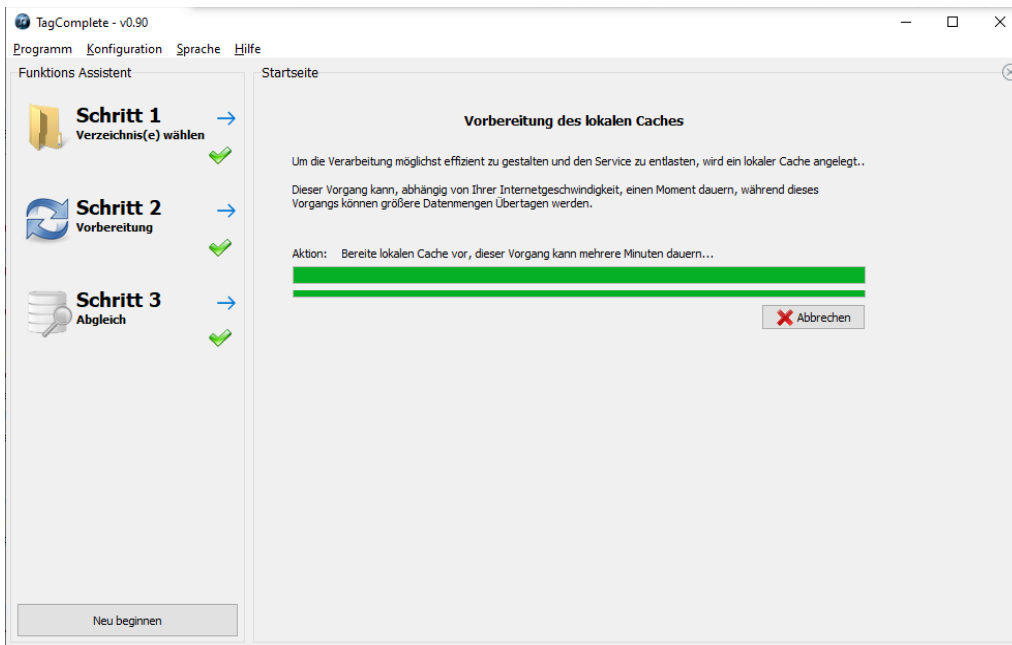 TagComplete - v0.90
Programm Konfiguration Sprache Hilfe
Funktions Assistent
Schritt 1
Verzeichnis(e) wählen
Schritt 2
Vorbereitung
Schritt 3
Abgleich
Neu beginnen
Startseite
Vorbereitung des lokalen Caches
Um die Verarbeitung möglichst effizient zu gestalten und den Service zu entlasten, wird ein lokaler Cache angelegt..
Dieser Vorgang kann, abhängig von Ihrer Internetgeschwindigkeit, einen Moment dauern, während dieses
Vorgangs können größere Datenmengen Übertagen werden.
Aktion: Bereite lokalen Cache vor, dieser Vorgang kann mehrere Minuten dauern...
Abbrechen